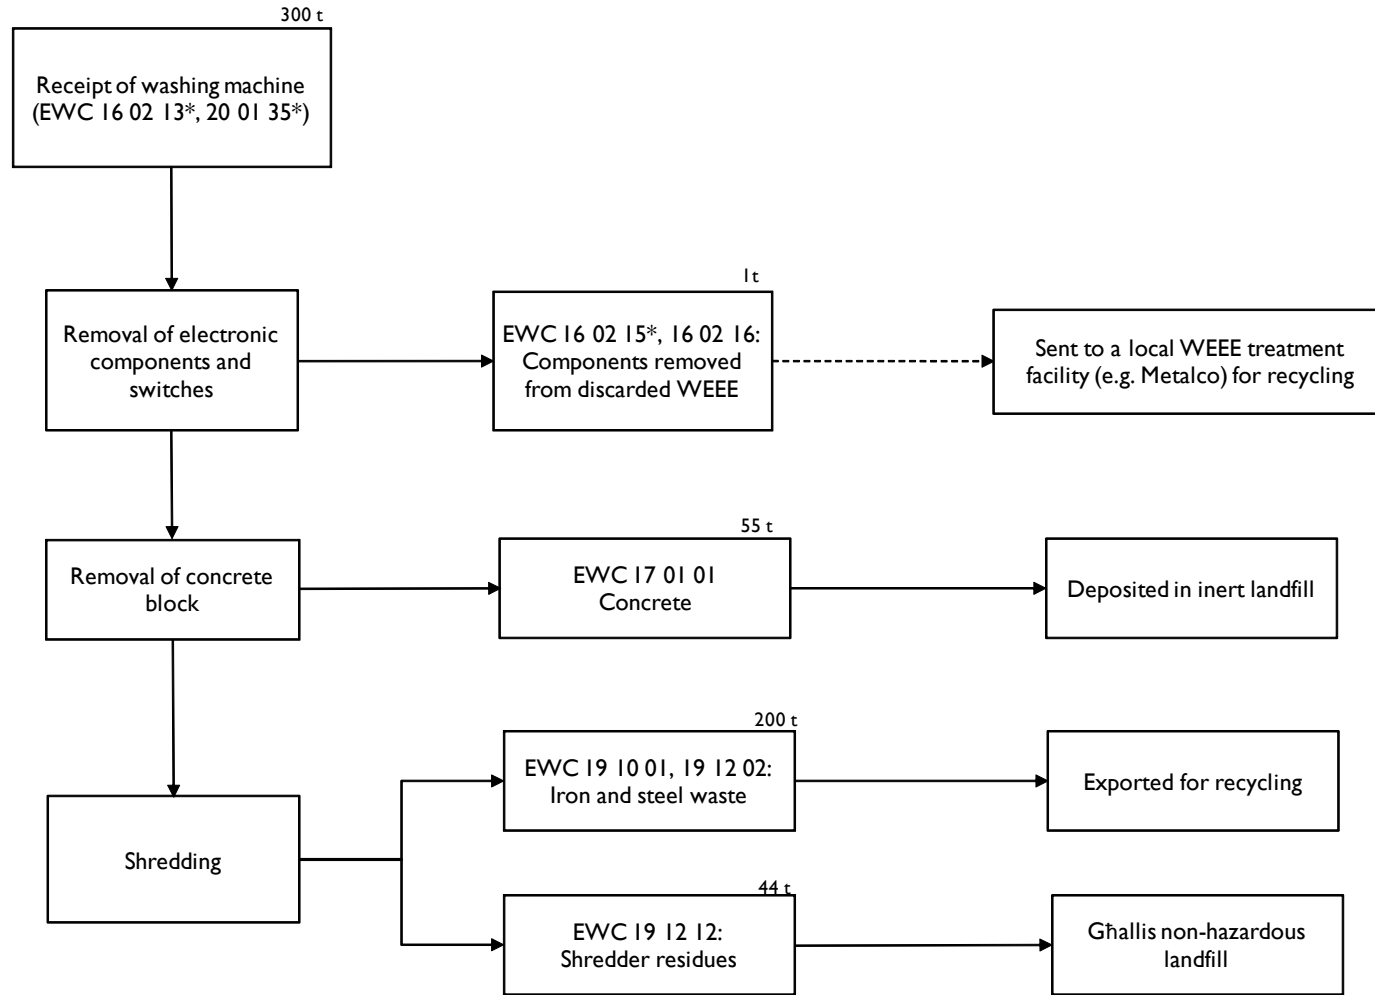 300 t
Receipt of washing machine
(EWC 16 02 13*, 20 01 35*)
Removal of electronic
components and
switches
1t
EWC 16 02 15*, 16 02 16:
Components removed
from discarded WEEE
Sent to a local WEEE treatment
facility (e.g. Metalco) for recycling
Removal of concrete
block
55 t
EWC 17 01 01
Concrete
Deposited in inert landfill
Shredding
200 t
EWC 19 10 01, 19 12 02:
Iron and steel waste
Exported for recycling
44 t
EWC 19 12 12:
Shredder residues
Għallis non-hazardous
landfill